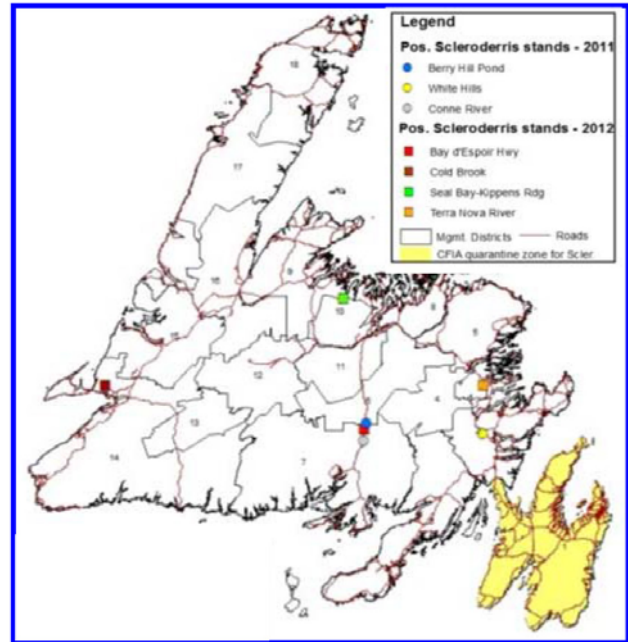 Legend
Pos. Scleroderris stands - 2011
Berry Hill Pond
White Hills
Conne River
Pos. Scleroderris stands - 2012
Bay d'Espoir Hwy
Cold Brook
Seal Bay-Kippens Rdg
Terra Nova River
Mgmt. Districts
Roads
CFIA quarantine zone for Scler.
18
17
16
9
10
8
5
15
12
11
4
13
14
7